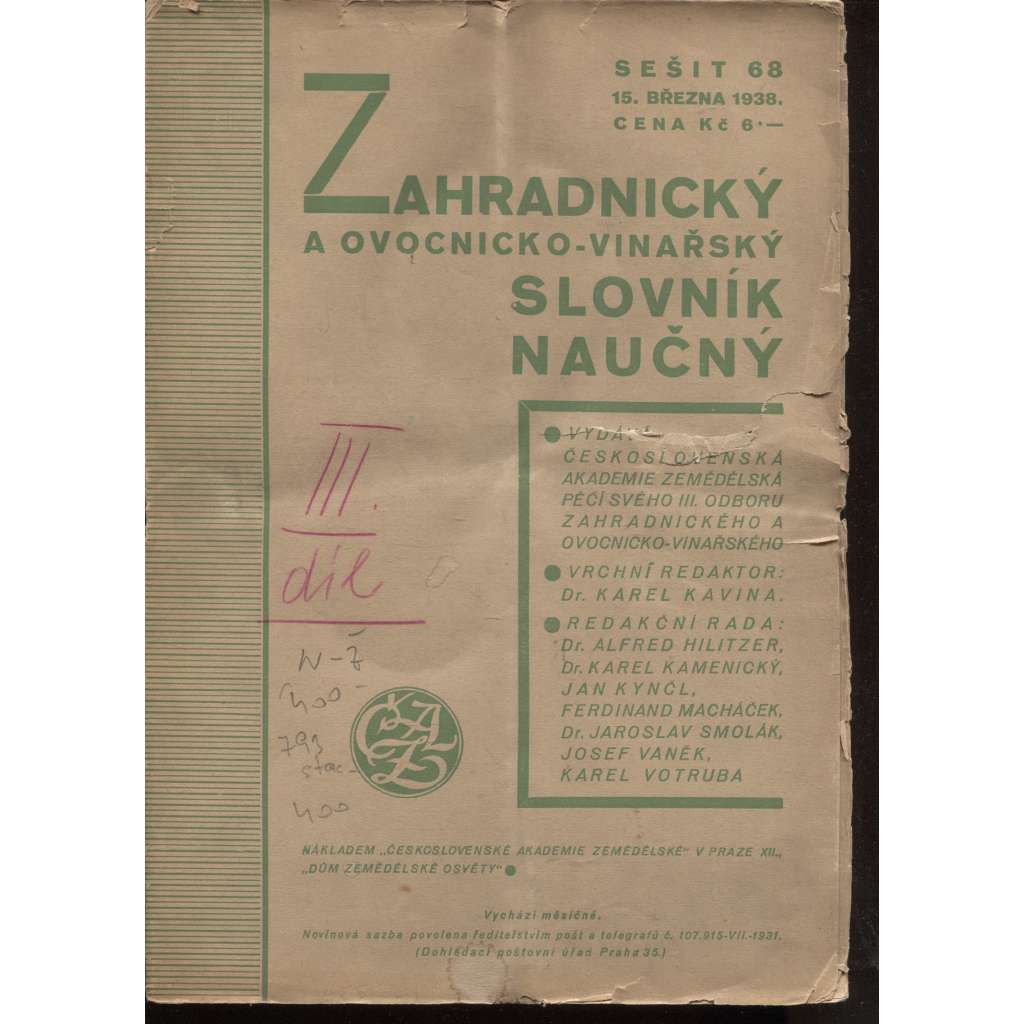 SEŠIT 68
15. BŘEZNA 1938.
CENA Kč 6·—
ZAHRADNICKÝ
A OVOCNICKO-VINAŘSKÝ
SLOVNÍK
NAUČNÝ
● VYDÁVÁ
ČESKOSLOVENSKÁ
AKADEMIE ZEMĚDĚLSKÁ
PÉČÍ SVÉHO III. ODBORU
ZAHRADNICKÉHO A
OVOCNICKO-VINAŘSKÉHO
● VRCHNÍ REDAKTOR:
Dr. KAREL KAVINA.
● REDAKČNÍ RADA:
Dr. ALFRED HILITZER,
Dr. KAREL KAMENICKÝ,
JAN KYNČL,
FERDINAND MACHÁČEK,
Dr. JAROSLAV SMOLÁK,
JOSEF VANĚK,
KAREL VOTRUBA
III.
díl
N-Ž
400-
793
400
ČAZ
NÁKLADEM „ČESKOSLOVENSKÉ AKADEMIE ZEMĚDĚLSKÉ" V PRAZE XII.,
„DŮM ZEMĚDĚLSKÉ OSVĚTY" ●
Vychází měsíčně.
Novinová sazba povolena ředitelstvím pošt a telegrafů č. 107.915-VII.-1931.
(Dohlédací poštovní úřad Praha 35.)